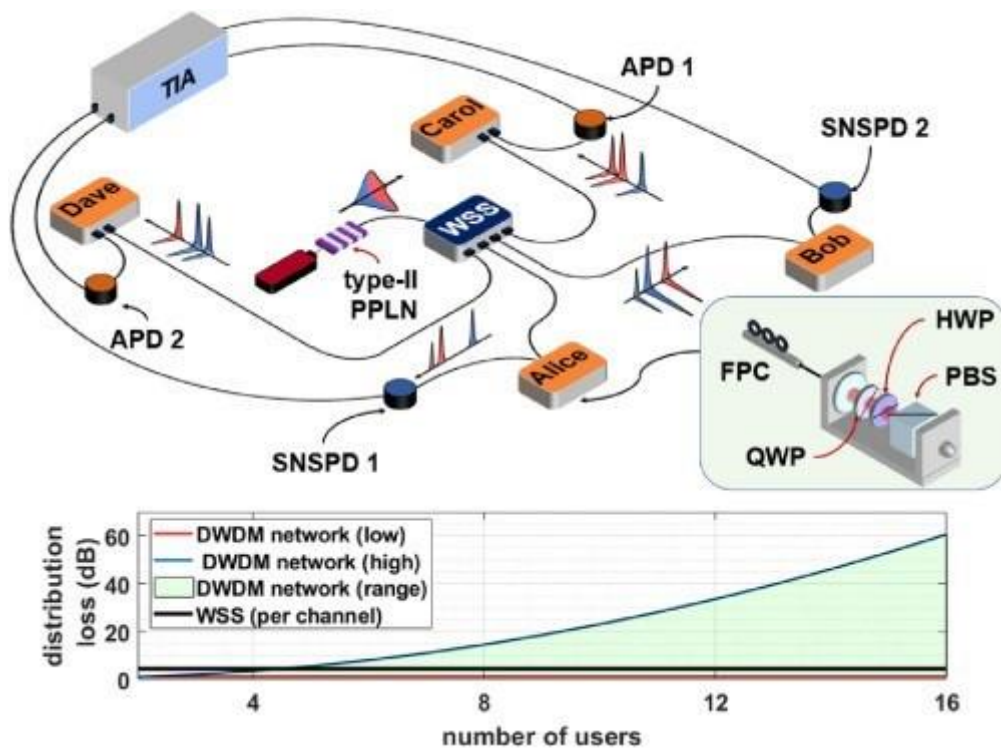 TIA
APD 1
Carol
SNSPD 2
Dave
WSS
Bob
type-II
PPLN
APD 2
Alice
HWP
FPC
PBS
QWP
SNSPD 1
distribution
loss (dB)
60
40
20
0
DWDM network (low)
DWDM network (high)
DWDM network (range)
WSS (per channel)
4
8
12
16
number of users